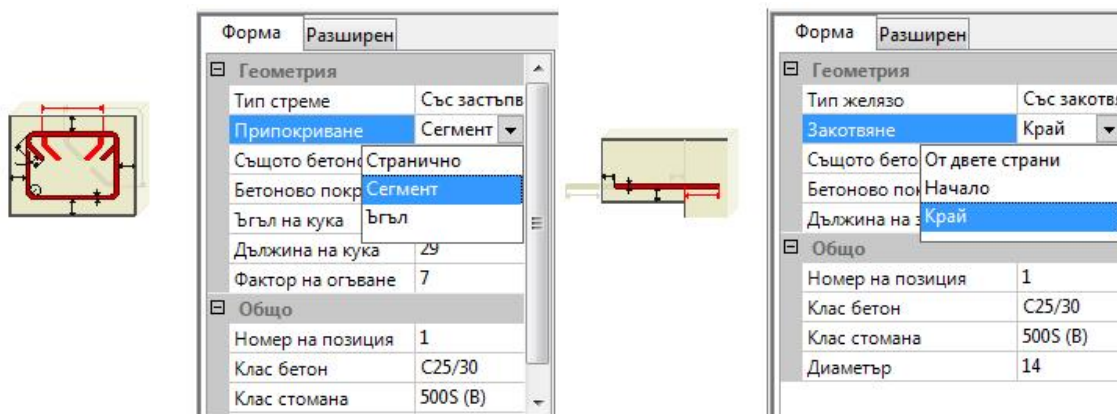 Форма Разширен
Геометрия
Тип стреме Със застъпв
Припокриване Сегмент
Същото бетон
Бетоново покр
Ъгъл на кука
Странично
Сегмент
Ъгъл
Дължина на кука 29
Фактор на огъване 7
Общо
Номер на позиция 1
Клас бетон C25/30
Клас стомана 500S (B)
Форма Разширен
Геометрия
Тип желязо Със закотвя
Закотвяне Край
Същото бето
Бетоново пок
Дължина на з
От двете страни
Начало
Край
Общо
Номер на позиция 1
Клас бетон C25/30
Клас стомана 500S (B)
Диаметър 14